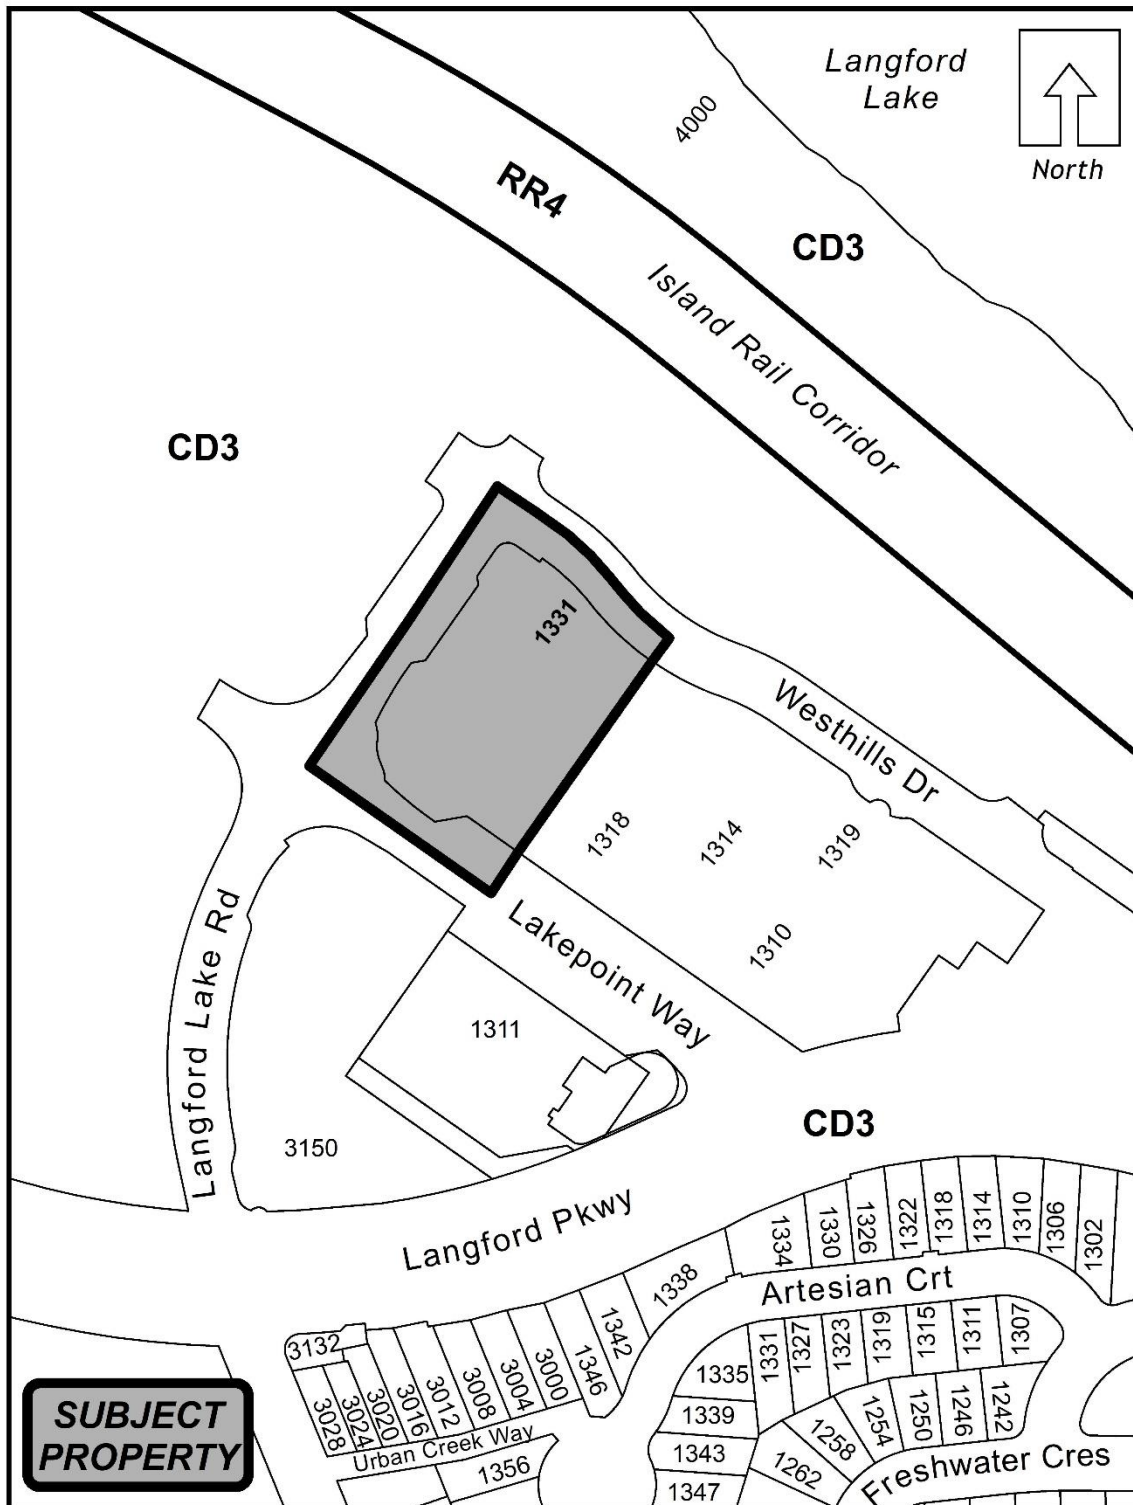 Langford
Lake
North
4000
RR4
CD3
Island Rail Corridor
CD3
1331
Westhills Dr
1318
1314
1319
1310
Lakepoint Way
Langford Lake Rd
1311
3150
CD3
Langford Pkwy
1334
1330
1326
1322
1318
1314
1310
1306
1302
1338
Artesian Crt
1342
1346
3000
3004
3008
3012
3016
3020
3024
3028
3132
1331
1327
1323
1319
1315
1311
1307
1335
1339
1343
1347
1262
1258
1254
1250
1246
1242
Urban Creek Way
1356
Freshwater Cres
SUBJECT
PROPERTY